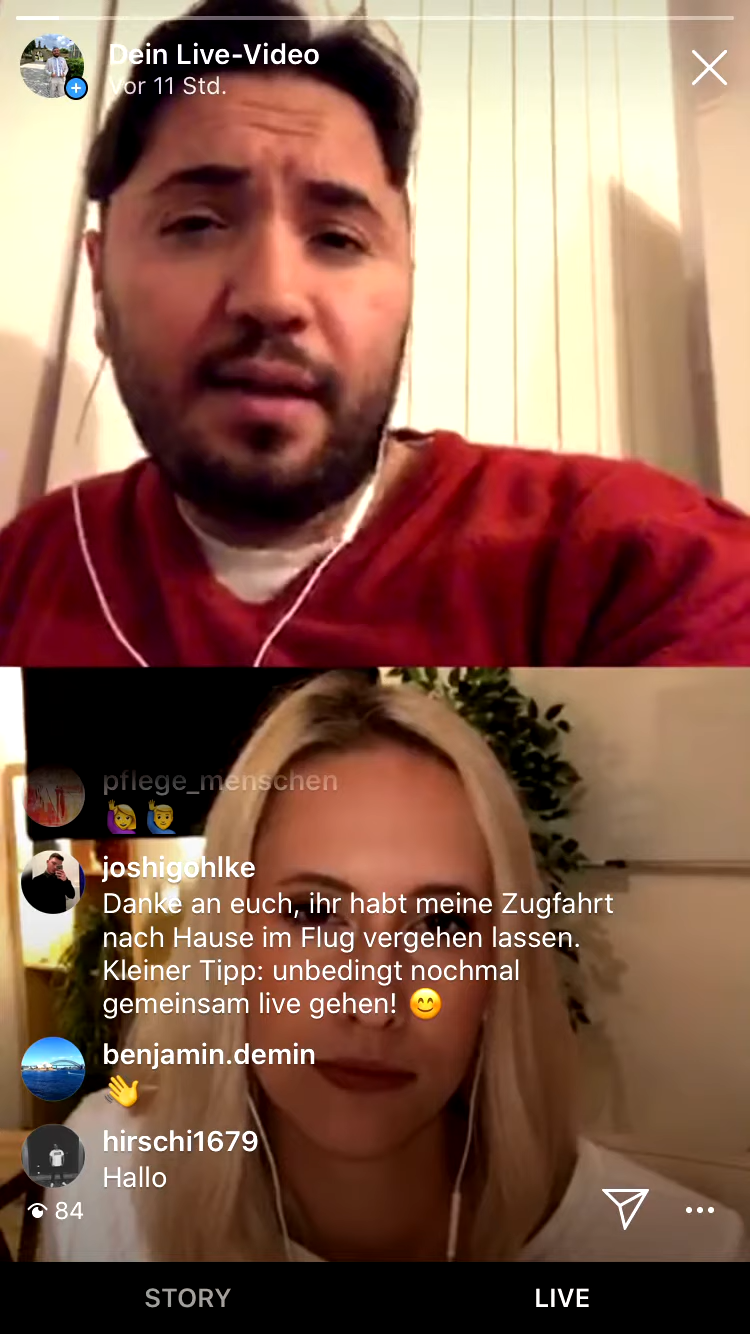 Dein Live-Video
Vor 11 Std.
pflege_menschen
🙋‍♀️ 🙋‍♂️
joshigohlke
Danke an euch, ihr habt meine Zugfahrt
nach Hause im Flug vergehen lassen.
Kleiner Tipp: unbedingt nochmal
gemeinsam live gehen! 😊
benjamin.demin
👋
hirschi1679
Hallo
84
STORY LIVE